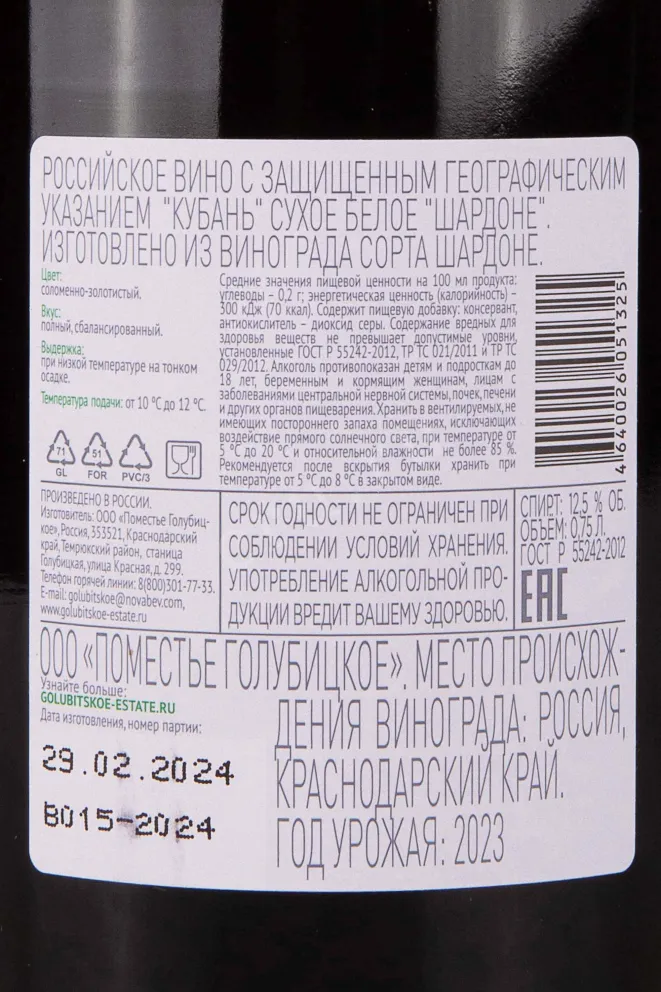 РОССИЙСКОЕ ВИНО С ЗАЩИЩЕННЫМ ГЕОГРАФИЧЕСКИМ
УКАЗАНИЕМ "КУБАНЬ" СУХОЕ БЕЛОЕ "ШАРДОНЕ".
ИЗГОТОВЛЕНО ИЗ ВИНОГРАДА СОРТА ШАРДОНЕ.
Цвет:
соломенно-золотистый.
Вкус:
полный, сбалансированный.
Выдержка:
при низкой температуре на тонком
осадке.
Температура подачи: от 10 °С до 12 °С.
71
GL
51
FOR
3
PVC/3
Средние значения пищевой ценности на 100 мл продукта:
углеводы – 0,2 г; энергетическая ценность (калорийность) –
300 кДж (70 ккал). Содержит пищевую добавку: консервант,
антиокислитель – диоксид серы. Содержание вредных для
здоровья веществ не превышает допустимые уровни,
установленные ГОСТ Р 55242-2012, ТР ТС 021/2011 и ТР ТС
029/2012. Алкоголь противопоказан детям и подросткам до
18 лет, беременным и кормящим женщинам, лицам с
заболеваниями центральной нервной системы, почек, печени
и других органов пищеварения. Хранить в вентилируемых, не
имеющих постороннего запаха помещениях, исключающих
воздействие прямого солнечного света, при температуре от
5 °С до 20 °С и относительной влажности не более 85 %.
Рекомендуется после вскрытия бутылки хранить при
температуре от 5 °С до 8 °С в закрытом виде.
4 640026 051325
ПРОИЗВЕДЕНО В РОССИИ.
Изготовитель: ООО «Поместье Голубиц-
кое», Россия, 353521, Краснодарский
край, Темрюкский район, станица
Голубицкая, улица Красная, д. 299.
Телефон горячей линии: 8(800)301-77-33.
E-mail: golubitskoe@novabev.com,
www.golubitskoe-estate.ru
СРОК ГОДНОСТИ НЕ ОГРАНИЧЕН ПРИ
СОБЛЮДЕНИИ УСЛОВИЙ ХРАНЕНИЯ.
УПОТРЕБЛЕНИЕ АЛКОГОЛЬНОЙ ПРО-
ДУКЦИИ ВРЕДИТ ВАШЕМУ ЗДОРОВЬЮ.
СПИРТ: 12,5 % ОБ.
ОБЪЕМ: 0,75 Л.
ГОСТ Р 55242-2012
EAC
ООО «ПОМЕСТЬЕ ГОЛУБИЦКОЕ». МЕСТО ПРОИСХОЖ-
ДЕНИЯ ВИНОГРАДА: РОССИЯ,
КРАСНОДАРСКИЙ КРАЙ.
ГОД УРОЖАЯ: 2023
Узнайте больше:
GOLUBITSKOE-ESTATE.RU
Дата изготовления, номер партии:
29.02.2024
B015-2024